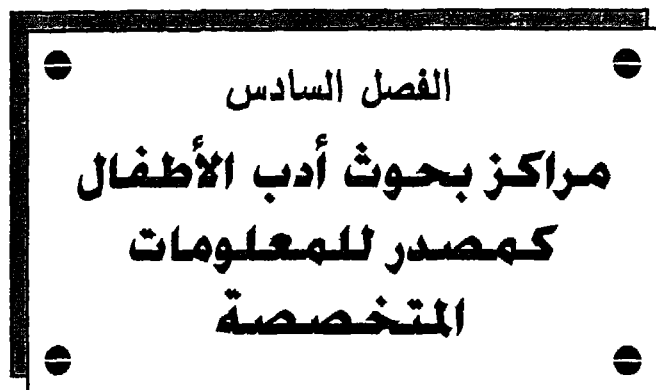 الفصل السادس
مراكز بحوث أدب الأطفال
كمصدر للمعلومات
المتخصصة